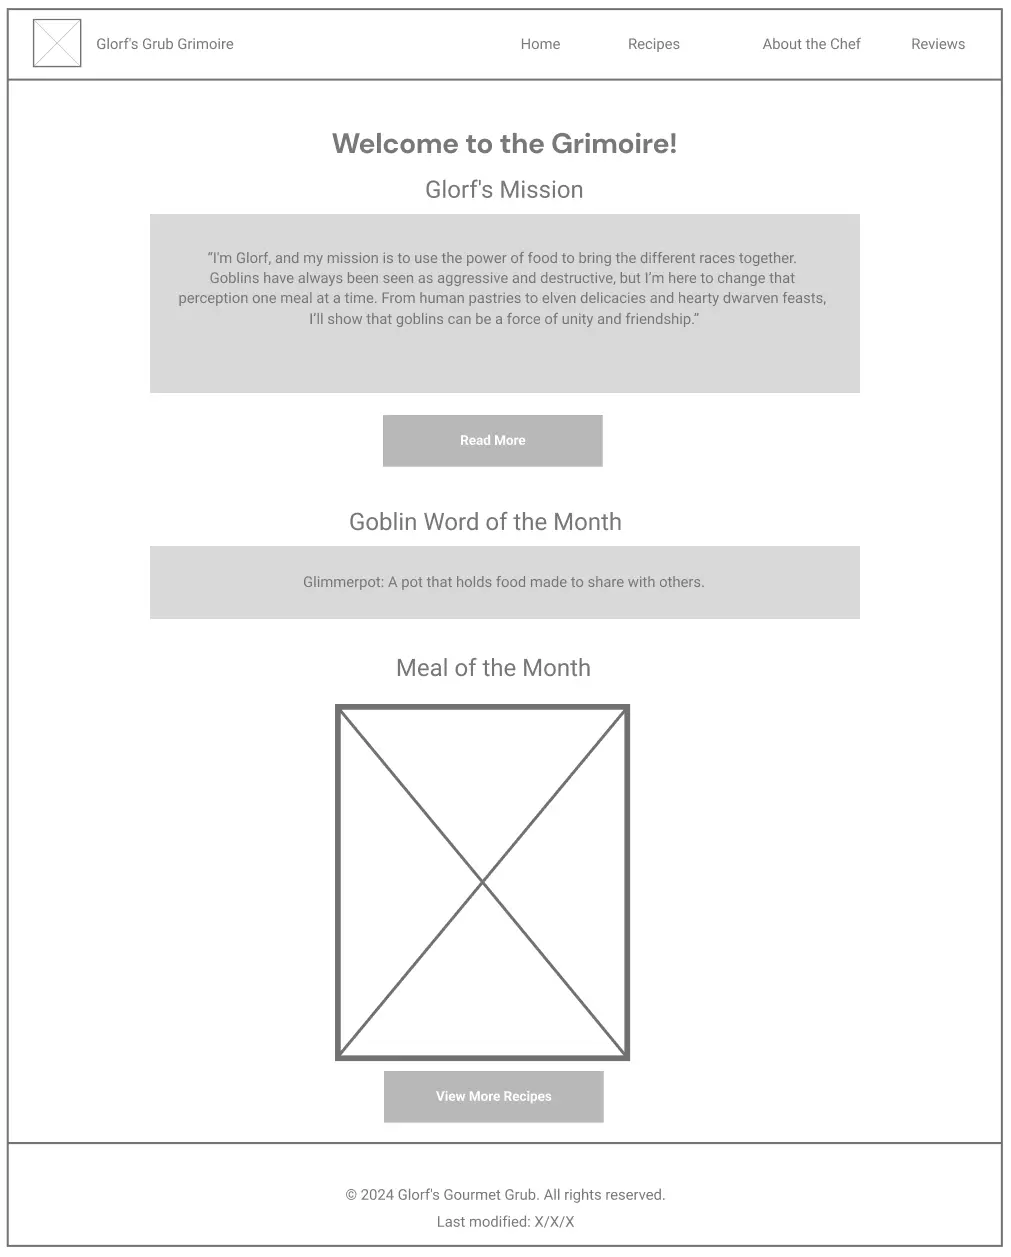 Glorf's Grub Grimoire
Home
Recipes
About the Chef
Reviews
Welcome to the Grimoire!
Glorf's Mission
“I'm Glorf, and my mission is to use the power of food to bring the different races together.
Goblins have always been seen as aggressive and destructive, but I’m here to change that
perception one meal at a time. From human pastries to elven delicacies and hearty dwarven feasts,
I’ll show that goblins can be a force of unity and friendship.”
Read More
Goblin Word of the Month
Glimmerpot: A pot that holds food made to share with others.
Meal of the Month
View More Recipes
© 2024 Glorf's Gourmet Grub. All rights reserved.
Last modified: X/X/X